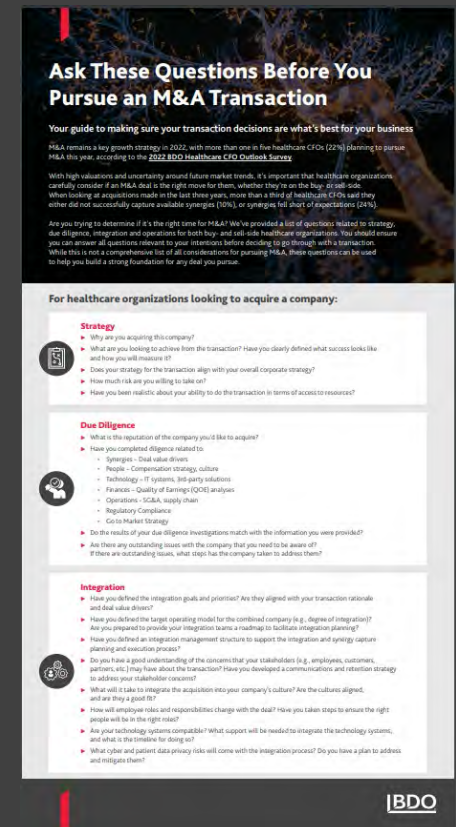 Ask These Questions Before You
Pursue an M&A Transaction
Your guide to making sure your transaction decisions are what's best for your business
M&A remains a key growth strategy in 2022, with more than one in five healthcare CFOs (22%) planning to pursue
M&A this year, according to the 2022 BDO Healthcare CFO Outlook Survey.
With high valuations and uncertainty around future market trends, it's important that healthcare organizations
carefully consider if an M&A deal is the right move for them, whether they're on the buy- or sell-side.
When looking at acquisitions made in the last three years, more than a third of healthcare CFOs said they
either did not successfully capture available synergies (10%), or synergies fell short of expectations (24%).
Are you trying to determine if it's the right time for M&A? We've provided a list of questions related to strategy,
due diligence, integration and operations for both buy- and sell-side healthcare organizations. You should ensure
you can answer all questions relevant to your intentions before deciding to go through with a transaction.
While this is not a comprehensive list of all considerations for pursuing M&A, these questions can be used
to help you build a strong foundation for any deal you pursue.
For healthcare organizations looking to acquire a company:
Strategy
► Why are you acquiring this company?
► What are you looking to achieve from the transaction? Have you clearly defined what success looks like
and how you will measure it?
► Does your strategy for the transaction align with your overall corporate strategy?
► How much risk are you willing to take on?
► Have you been realistic about your ability to do the transaction in terms of access to resources?
Due Diligence
► What is the reputation of the company you'd like to acquire?
► Have you completed diligence related to:
• Synergies – Deal value drivers
• People – Compensation strategy, culture
• Technology – IT systems, 3rd-party solutions
• Finances – Quality of Earnings (QOE) analyses
• Operations – SG&A, supply chain
• Regulatory Compliance
• Go to Market Strategy
► Do the results of your due diligence investigations match with the information you were provided?
► Are there any outstanding issues with the company that you need to be aware of?
If there are outstanding issues, what steps has the company taken to address them?
Integration
► Have you defined the integration goals and priorities? Are they aligned with your transaction rationale
and deal value drivers?
► Have you defined the target operating model for the combined company (e.g., degree of integration)?
Are you prepared to provide your integration teams a roadmap to facilitate integration planning?
► Have you defined an integration management structure to support the integration and synergy capture
planning and execution process?
► Do you have a good understanding of the concerns that your stakeholders (e.g., employees, customers,
partners, etc.) may have about the transaction? Have you developed a communications and retention strategy
to address your stakeholder concerns?
► What will it take to integrate the acquisition into your company's culture? Are the cultures aligned,
and are they a good fit?
► How will employee roles and responsibilities change with the deal? Have you taken steps to ensure the right
people will be in the right roles?
► Are your technology systems compatible? What support will be needed to integrate the technology systems,
and what is the timeline for doing so?
► What cyber and patient data privacy risks will come with the integration process? Do you have a plan to address
and mitigate them?
BDO